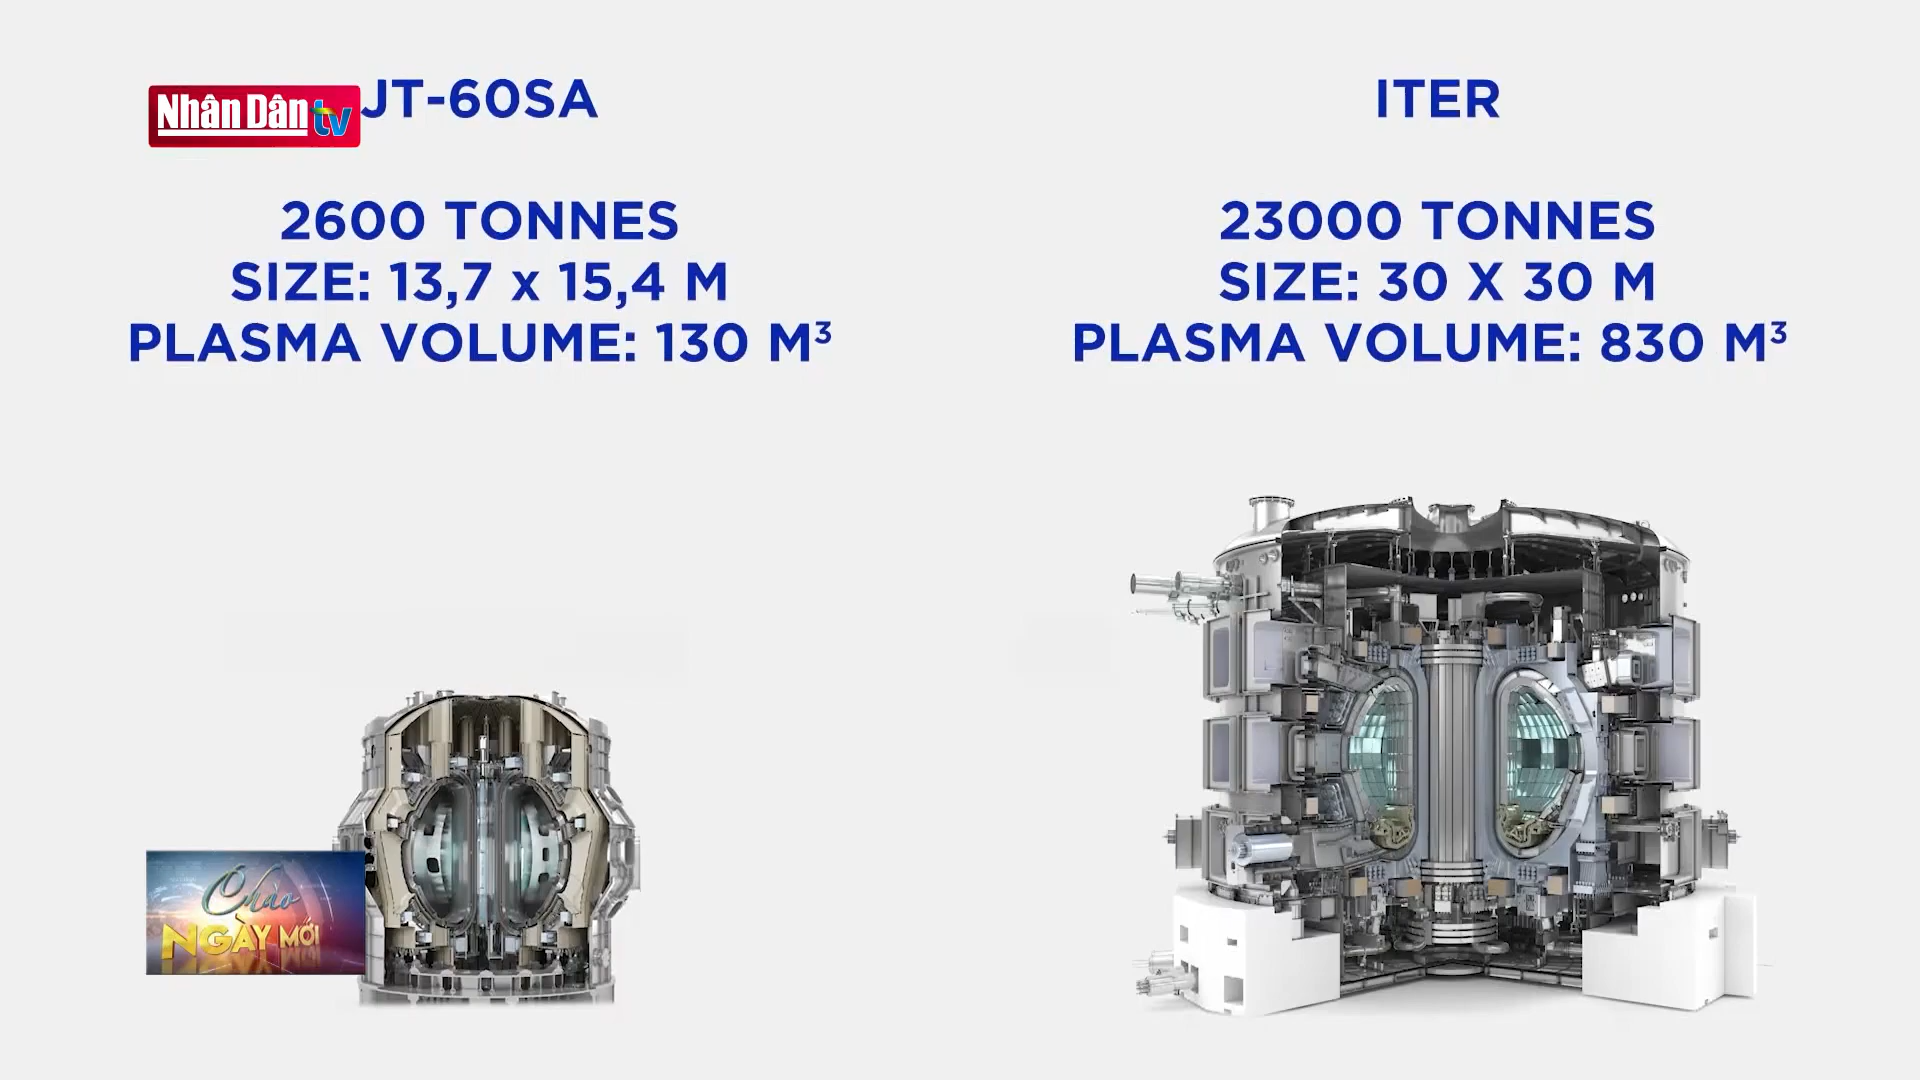 Nhân Dân tv
JT-60SA
2600 TONNES
SIZE: 13,7 x 15,4 M
PLASMA VOLUME: 130 M³
ITER
23000 TONNES
SIZE: 30 X 30 M
PLASMA VOLUME: 830 M³
Chào
NGÀY MỚI